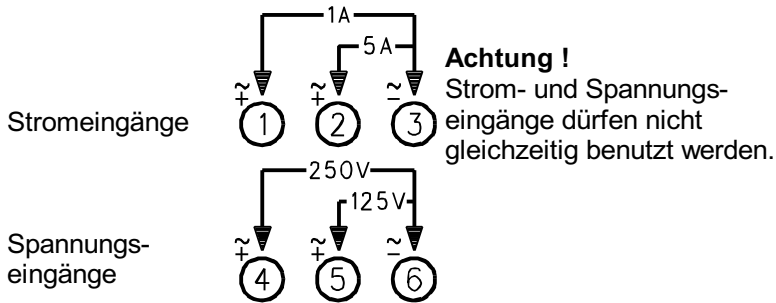 1A
5A
Achtung !
Strom- und Spannungs-
eingänge dürfen nicht
gleichzeitig benutzt werden.
Stromeingänge
~ + 1 ~ + 2 ~ - 3
250V
125V
Spannungs-
eingänge
~ + 4 ~ + 5 ~ - 6